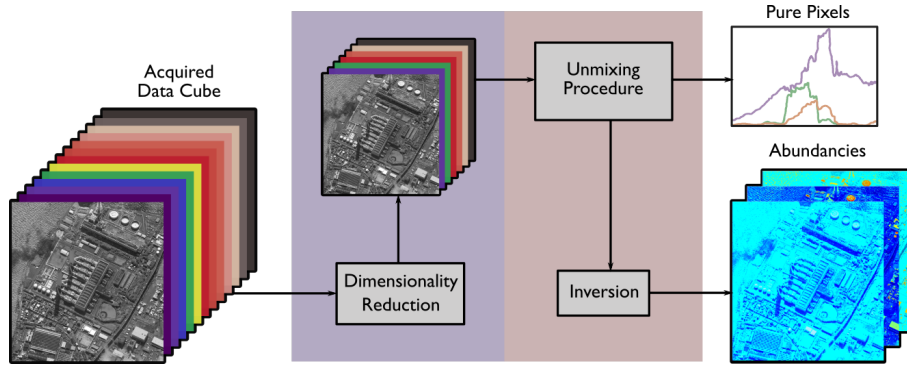 Acquired
Data Cube
Dimensionality
Reduction
Unmixing
Procedure
Inversion
Pure Pixels
Abundancies